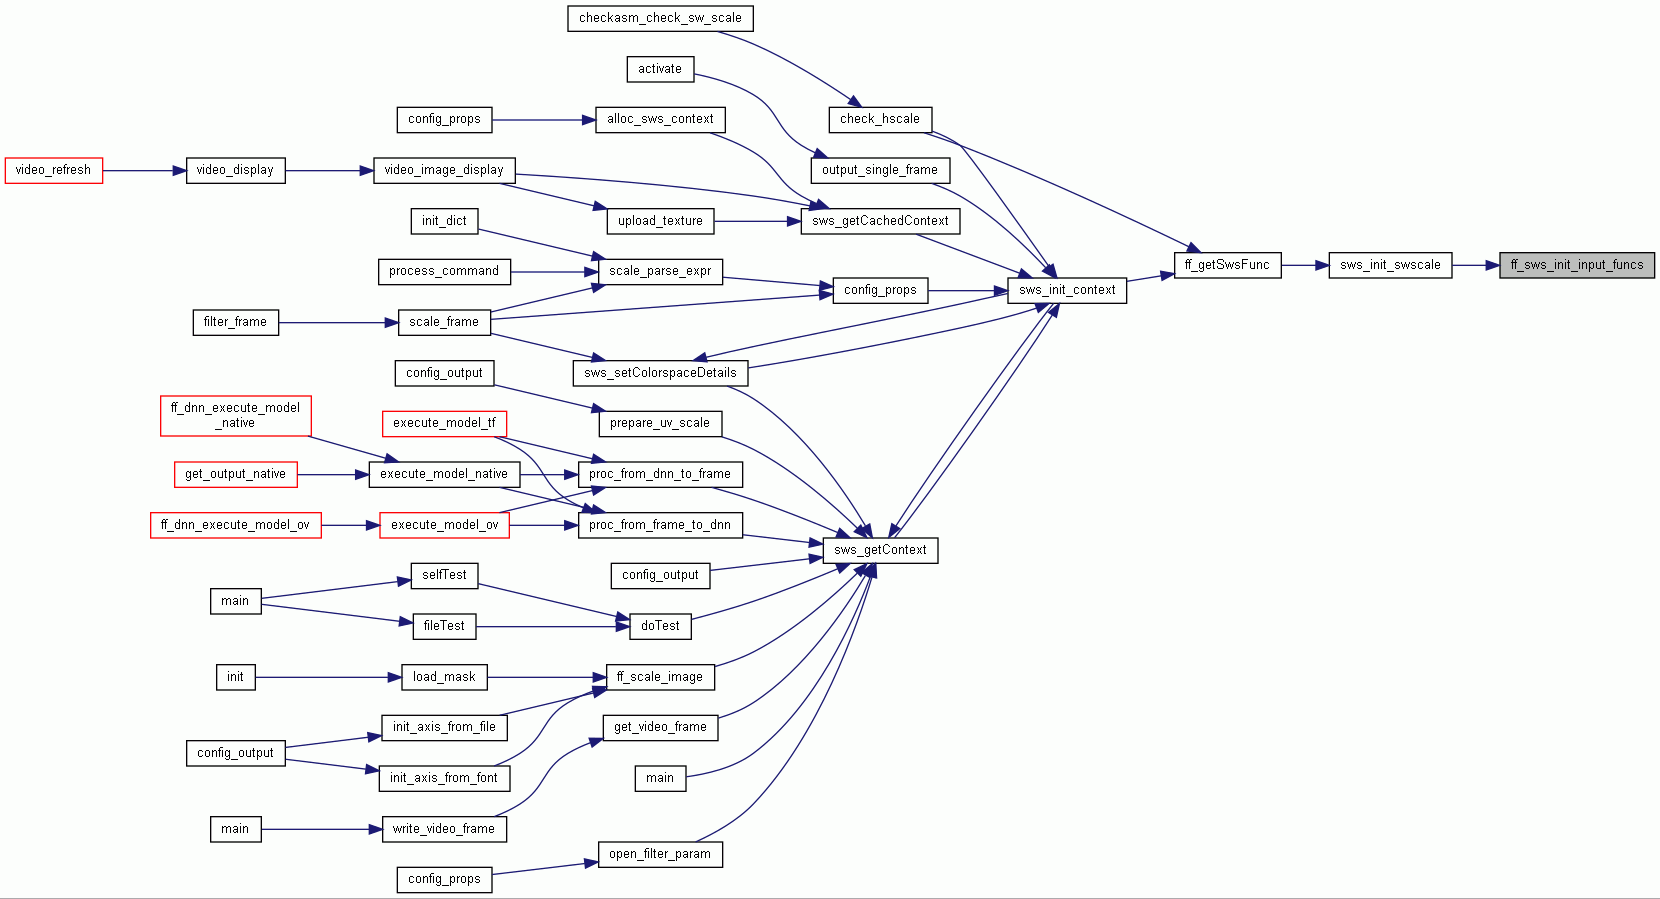 checkasm_check_sw_scale
activate
config_props
alloc_sws_context
check_hscale
video_refresh
video_display
video_image_display
output_single_frame
init_dict
upload_texture
sws_getCachedContext
process_command
scale_parse_expr
ff_getSwsFunc
sws_init_swscale
ff_sws_init_input_funcs
config_props
sws_init_context
filter_frame
scale_frame
config_output
sws_setColorspaceDetails
ff_dnn_execute_model
_native
execute_model_tf
prepare_uv_scale
get_output_native
execute_model_native
proc_from_dnn_to_frame
ff_dnn_execute_model_ov
execute_model_ov
proc_from_frame_to_dnn
sws_getContext
selfTest
config_output
main
fileTest
doTest
init
load_mask
ff_scale_image
init_axis_from_file
get_video_frame
config_output
init_axis_from_font
main
main
write_video_frame
open_filter_param
config_props